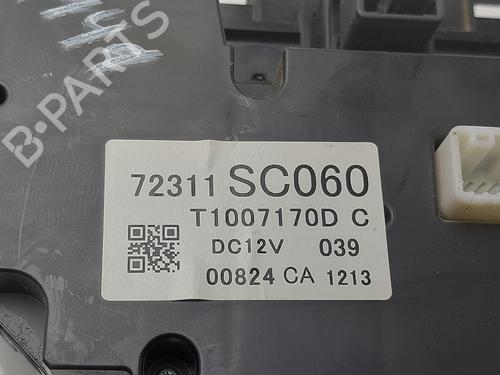 B-PARTS
72311 SC060
T1007170D C
DC12V 039
00824 CA 1213